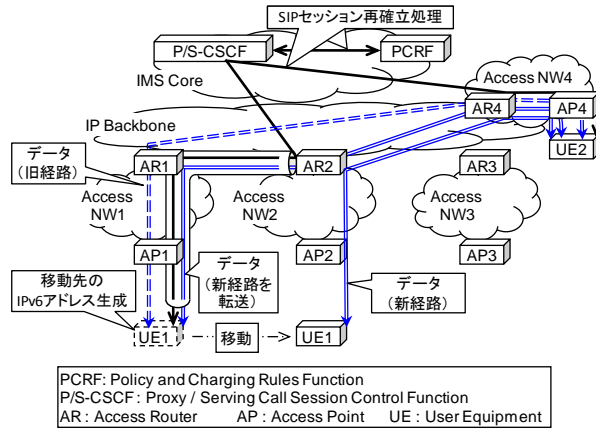 SIPセッション再確立処理
P/S-CSCF
PCRF
IMS Core
Access NW4
AR4
AP4
IP Backbone
UE2
データ
（旧経路）
AR1
AR2
AR3
Access
NW1
Access
NW2
Access
NW3
AP1
AP2
AP3
移動先の
IPv6アドレス生成
データ
（新経路を
転送）
データ
（新経路）
UE1
移動
UE1
PCRF: Policy and Charging Rules Function
P/S-CSCF: Proxy / Serving Call Session Control Function
AR : Access Router AP : Access Point UE : User Equipment